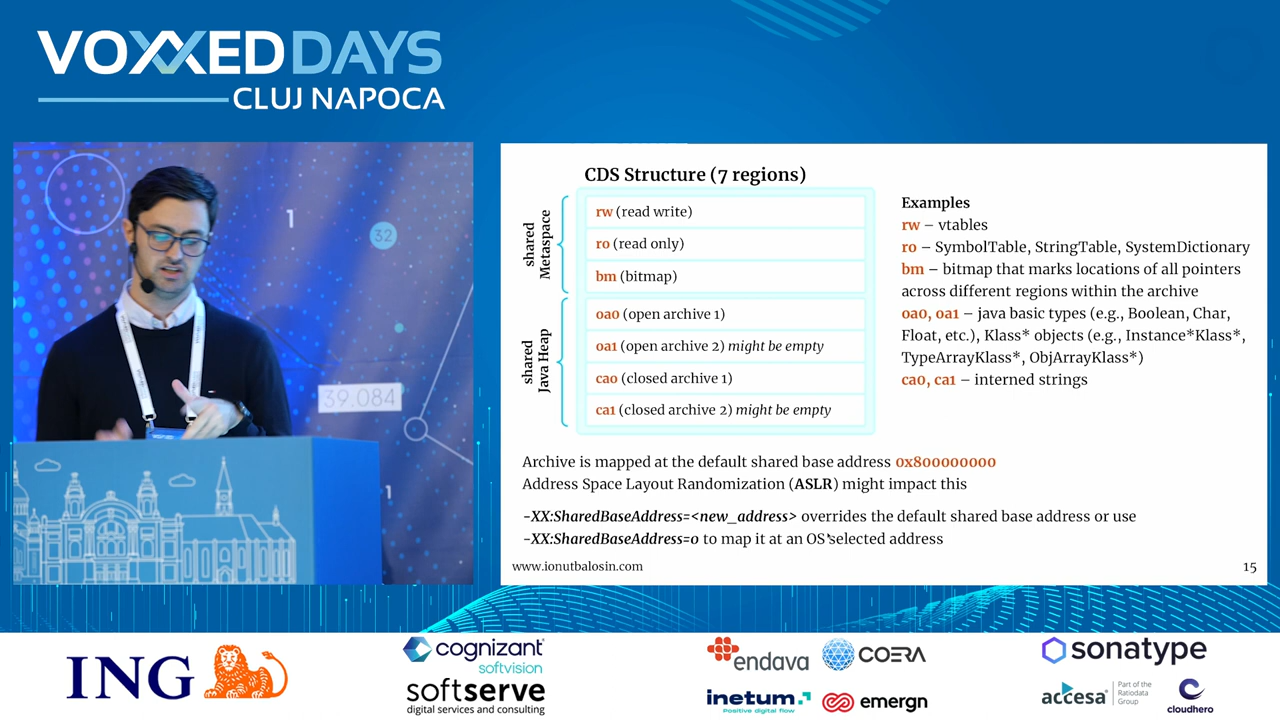 VOXXEDDAYS
CLUJ NAPOCA
1
32
39.084
1
CDS Structure (7 regions)
shared
Metaspace
rw (read write)
ro (read only)
bm (bitmap)
shared
Java Heap
oa0 (open archive 1)
oa1 (open archive 2) might be empty
ca0 (closed archive 1)
ca1 (closed archive 2) might be empty
Examples
rw – vtables
ro – SymbolTable, StringTable, SystemDictionary
bm – bitmap that marks locations of all pointers
across different regions within the archive
oa0, oa1 – java basic types (e.g., Boolean, Char,
Float, etc.), Klass* objects (e.g., Instance*Klass*,
TypeArrayKlass*, ObjArrayKlass*)
ca0, ca1 – interned strings
Archive is mapped at the default shared base address 0x800000000
Address Space Layout Randomization (ASLR) might impact this
-XX:SharedBaseAddress=<new_address> overrides the default shared base address or use
-XX:SharedBaseAddress=0 to map it at an OS selected address
www.ionutbalosin.com
15
ING
cognizant
softvision
softserve
digital services and consulting
endava
COERA
inetum.
Positive digital flow
emergn
sonatype
accesa
Part of the
Ratiodata
Group
cloudhero